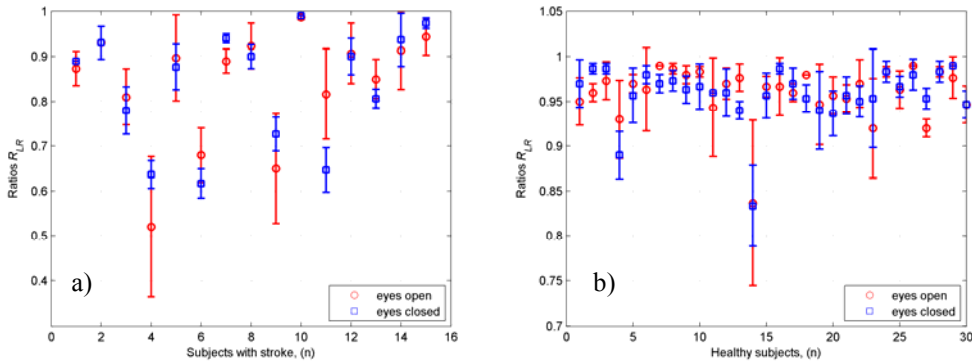 1
0.9
0.8
0.7
0.6
0.5
0.4
Ratios R_LR
a)
eyes open
eyes closed
0 2 4 6 8 10 12 14 16
Subjects with stroke, (n)
1.05
1
0.95
0.9
0.85
0.8
0.75
0.7
Ratios R_LR
b)
eyes open
eyes closed
0 5 10 15 20 25 30
Healthy subjects, (n)